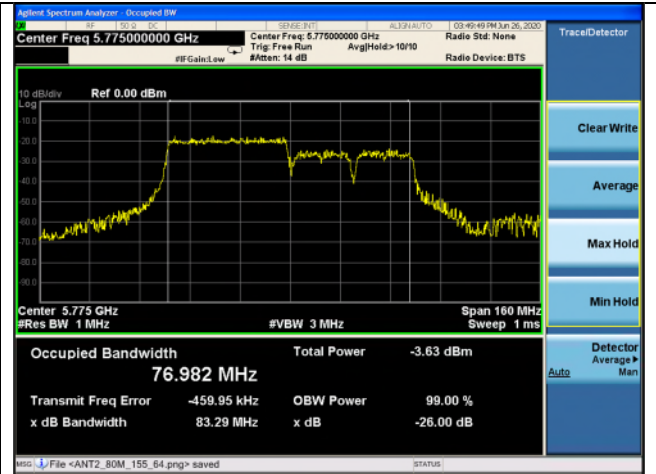 Agilent Spectrum Analyzer - Occupied BW
RF 50 Ω DC SENSE:INT ALIGN AUTO 03:49:49 PM Jun 26, 2020
Center Freq 5.775000000 GHz
Center Freq: 5.775000000 GHz
Radio Std: None
Trig: Free Run Avg|Hold:> 10/10
#IFGain:Low #Atten: 14 dB Radio Device: BTS
Trace/Detector
10 dB/div Ref 0.00 dBm
Log
-10.0
-20.0
-30.0
-40.0
-50.0
-60.0
-70.0
-80.0
-90.0
Clear Write
Average
Max Hold
Min Hold
Detector
Average▶
Auto Man
Center 5.775 GHz Span 160 MHz
#Res BW 1 MHz #VBW 3 MHz Sweep 1 ms
Occupied Bandwidth Total Power -3.63 dBm
76.982 MHz
Transmit Freq Error -459.95 kHz OBW Power 99.00 %
x dB Bandwidth 83.29 MHz x dB -26.00 dB
MSG File <ANT2_80M_155_64.png> saved STATUS